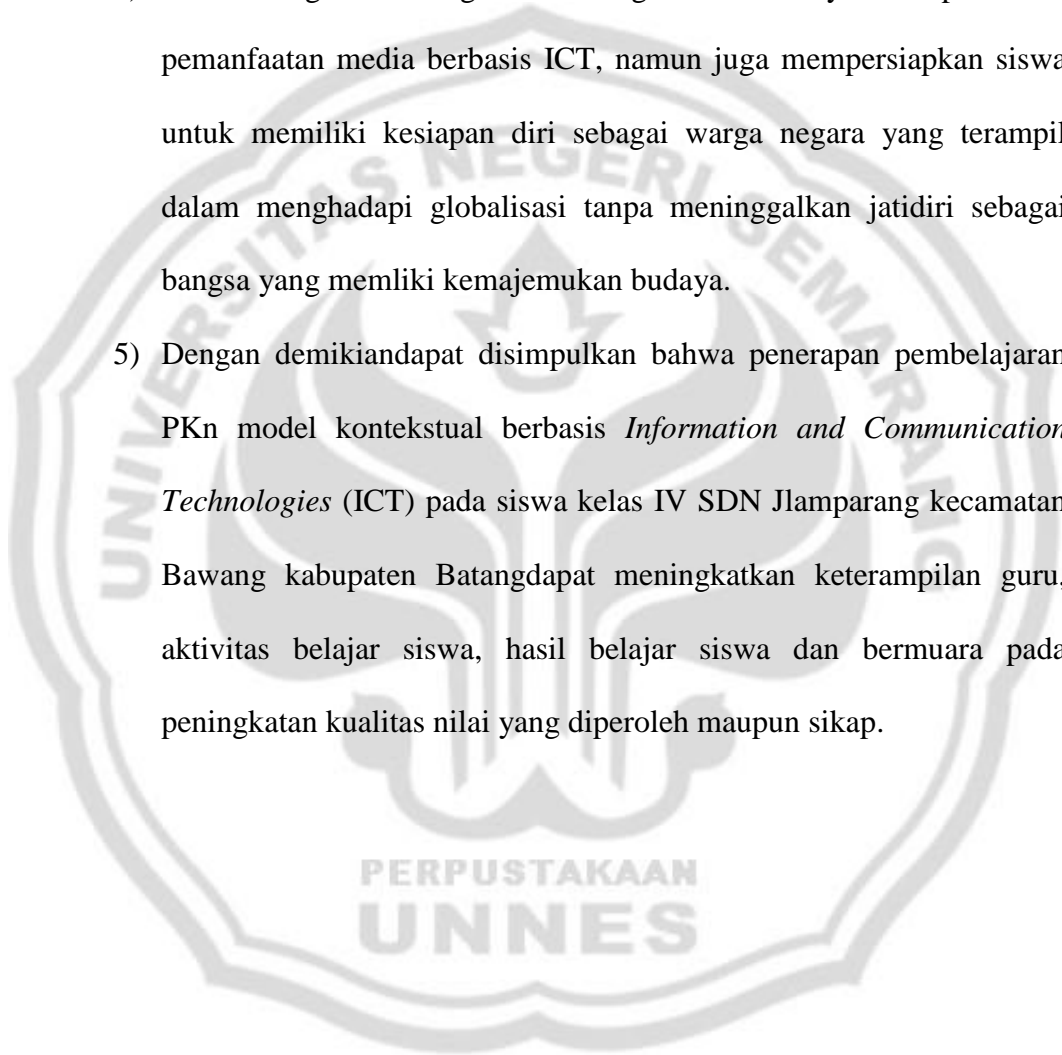 pemanfaatan media berbasis ICT, namun juga mempersiapkan siswa
untuk memiliki kesiapan diri sebagai warga negara yang terampil
dalam menghadapi globalisasi tanpa meninggalkan jatidiri sebagai
bangsa yang memliki kemajemukan budaya.
5) Dengan demikiandapat disimpulkan bahwa penerapan pembelajaran
PKn model kontekstual berbasis Information and Communication
Technologies (ICT) pada siswa kelas IV SDN Jlamparang kecamatan
Bawang kabupaten Batangdapat meningkatkan keterampilan guru,
aktivitas belajar siswa, hasil belajar siswa dan bermuara pada
peningkatan kualitas nilai yang diperoleh maupun sikap.
UNIVERSITAS NEGERI SEMARANG
PERPUSTAKAAN
UNNES